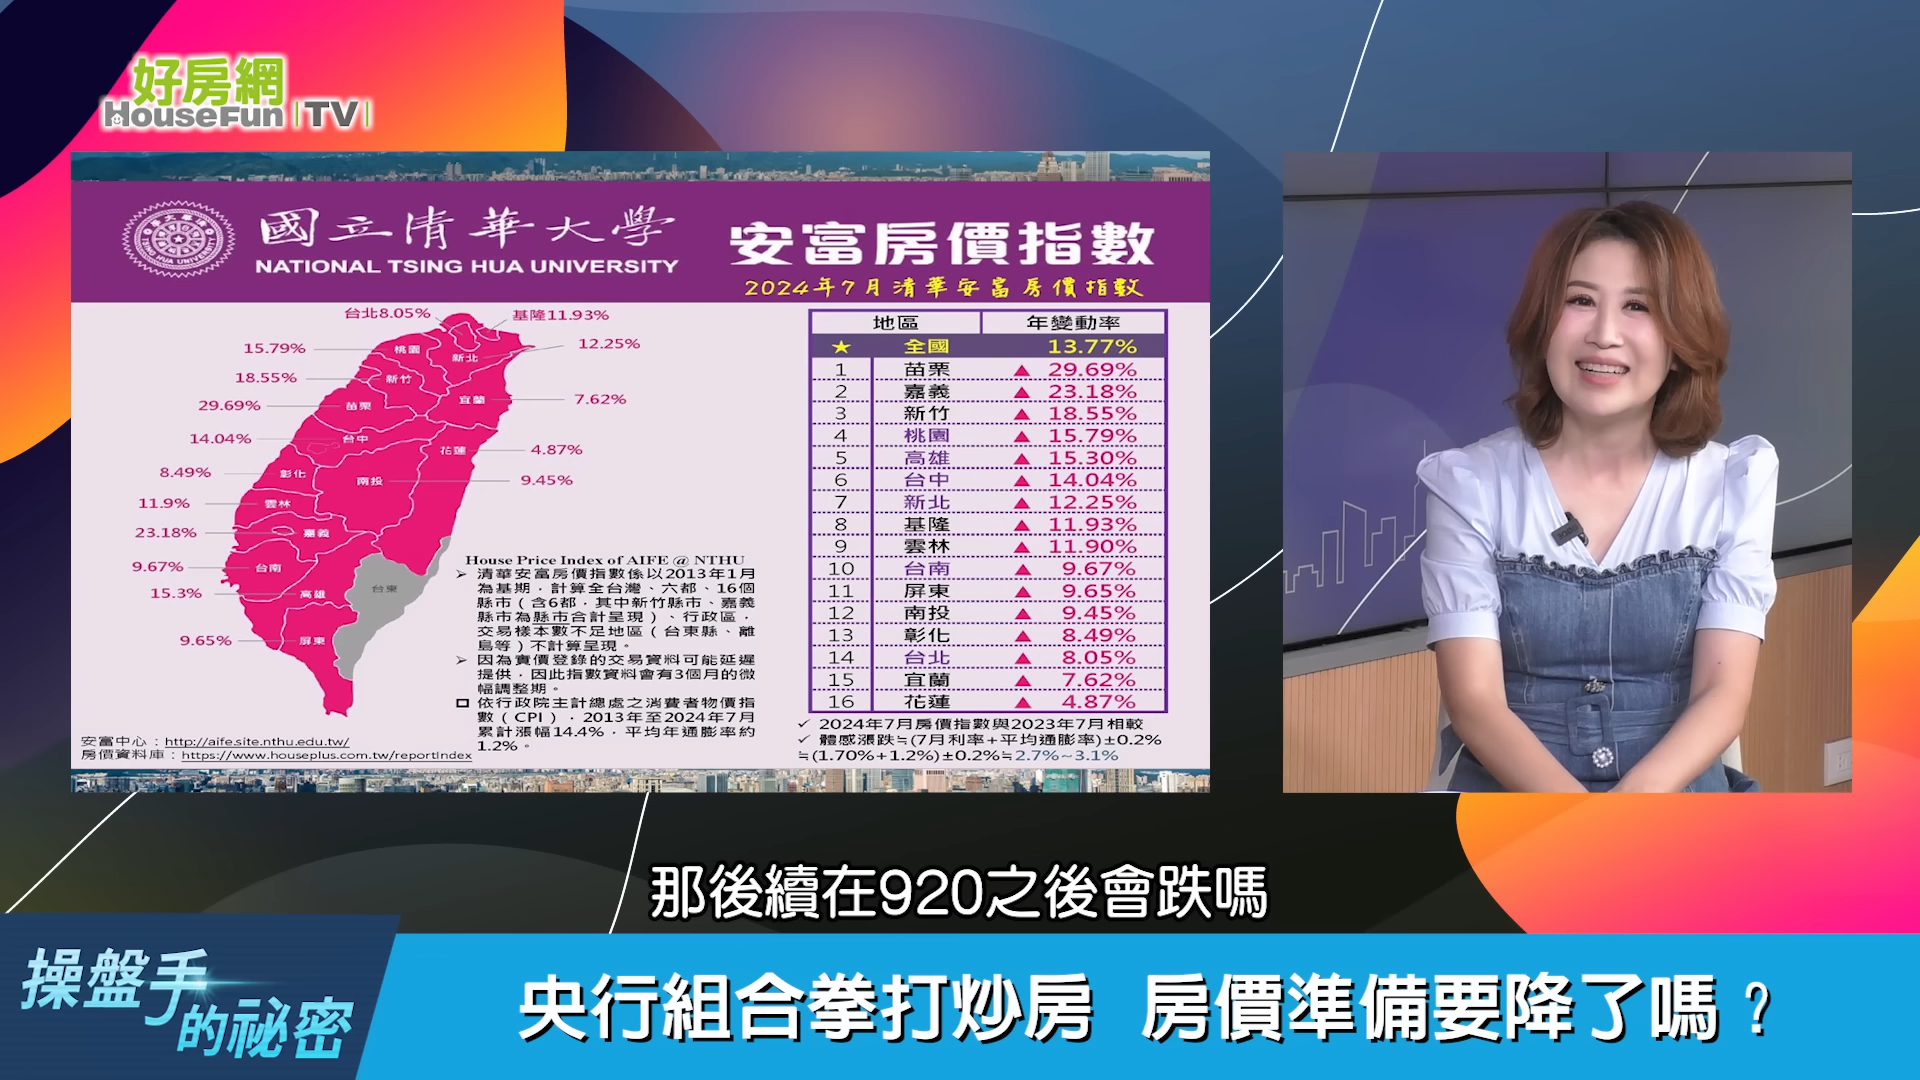 好房網
HouseFun TV
國立清華大學
NATIONAL TSING HUA UNIVERSITY
安富房價指數
2024年7月清華安富房價指數
台北8.05%
基隆11.93%
15.79%
桃園
新北
12.25%
18.55%
新竹
29.69%
苗栗
宜蘭
7.62%
14.04%
台中
花蓮
4.87%
8.49%
彰化
南投
9.45%
11.9%
雲林
23.18%
嘉義
9.67%
台南
台東
15.3%
高雄
9.65%
屏東
House Price Index of AIFE @ NTHU
➢ 清華安富房價指數係以2013年1月
為基期，計算全台灣、六都、16個
縣市（含6都，其中新竹縣市、嘉義
縣市為縣市合計呈現）、行政區，
交易樣本數不足地區（台東縣、離
島等）不計算呈現。
➢ 因為實價登錄的交易資料可能延遲
提供，因此指數資料會有3個月的微
幅調整期。
□ 依行政院主計總處之消費者物價指
數（CPI），2013年至2024年7月
累計漲幅14.4%，平均年通膨率約
1.2%。
安富中心：http://aife.site.nthu.edu.tw/
房價資料庫：https://www.houseplus.com.tw/reportIndex
地區 年變動率
★ 全國 13.77%
1 苗栗 ▲ 29.69%
2 嘉義 ▲ 23.18%
3 新竹 ▲ 18.55%
4 桃園 ▲ 15.79%
5 高雄 ▲ 15.30%
6 台中 ▲ 14.04%
7 新北 ▲ 12.25%
8 基隆 ▲ 11.93%
9 雲林 ▲ 11.90%
10 台南 ▲ 9.67%
11 屏東 ▲ 9.65%
12 南投 ▲ 9.45%
13 彰化 ▲ 8.49%
14 台北 ▲ 8.05%
15 宜蘭 ▲ 7.62%
16 花蓮 ▲ 4.87%
✓ 2024年7月房價指數與2023年7月相較
✓ 體感漲跌≒(7月利率+平均通膨率)±0.2%
≒(1.70%+1.2%)±0.2%≒2.7%~3.1%
那後續在920之後會跌嗎
操盤手
的祕密
央行組合拳打炒房 房價準備要降了嗎？